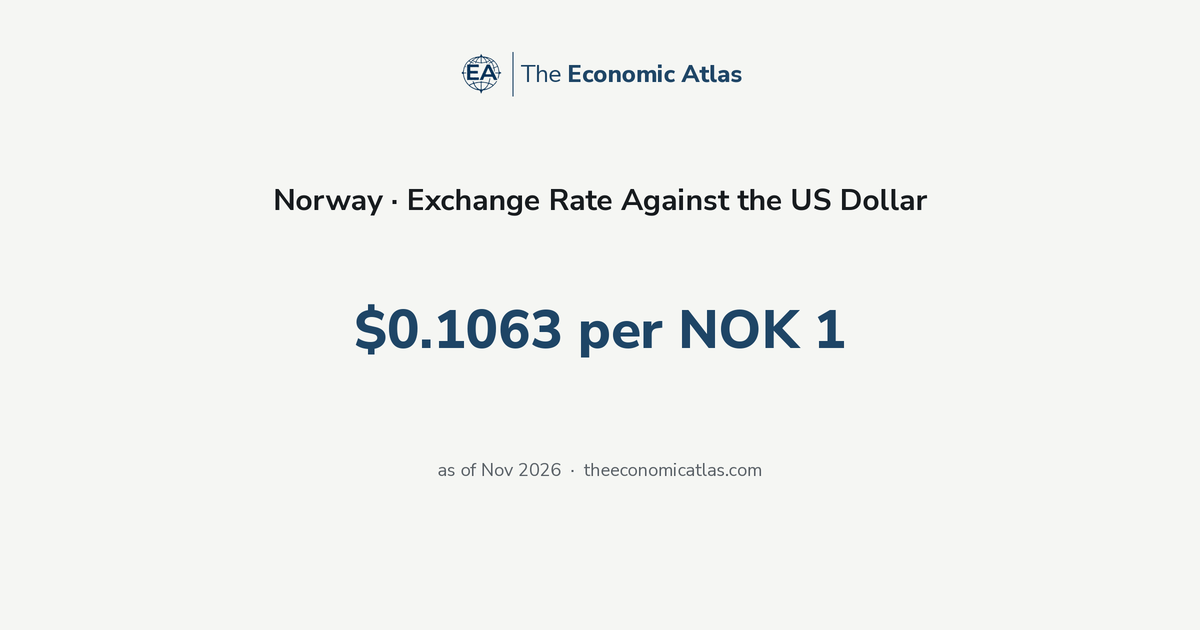 EA The Economic Atlas
Norway · Exchange Rate Against the US Dollar
$0.1063 per NOK 1
as of Nov 2026 · theeconomicatlas.com